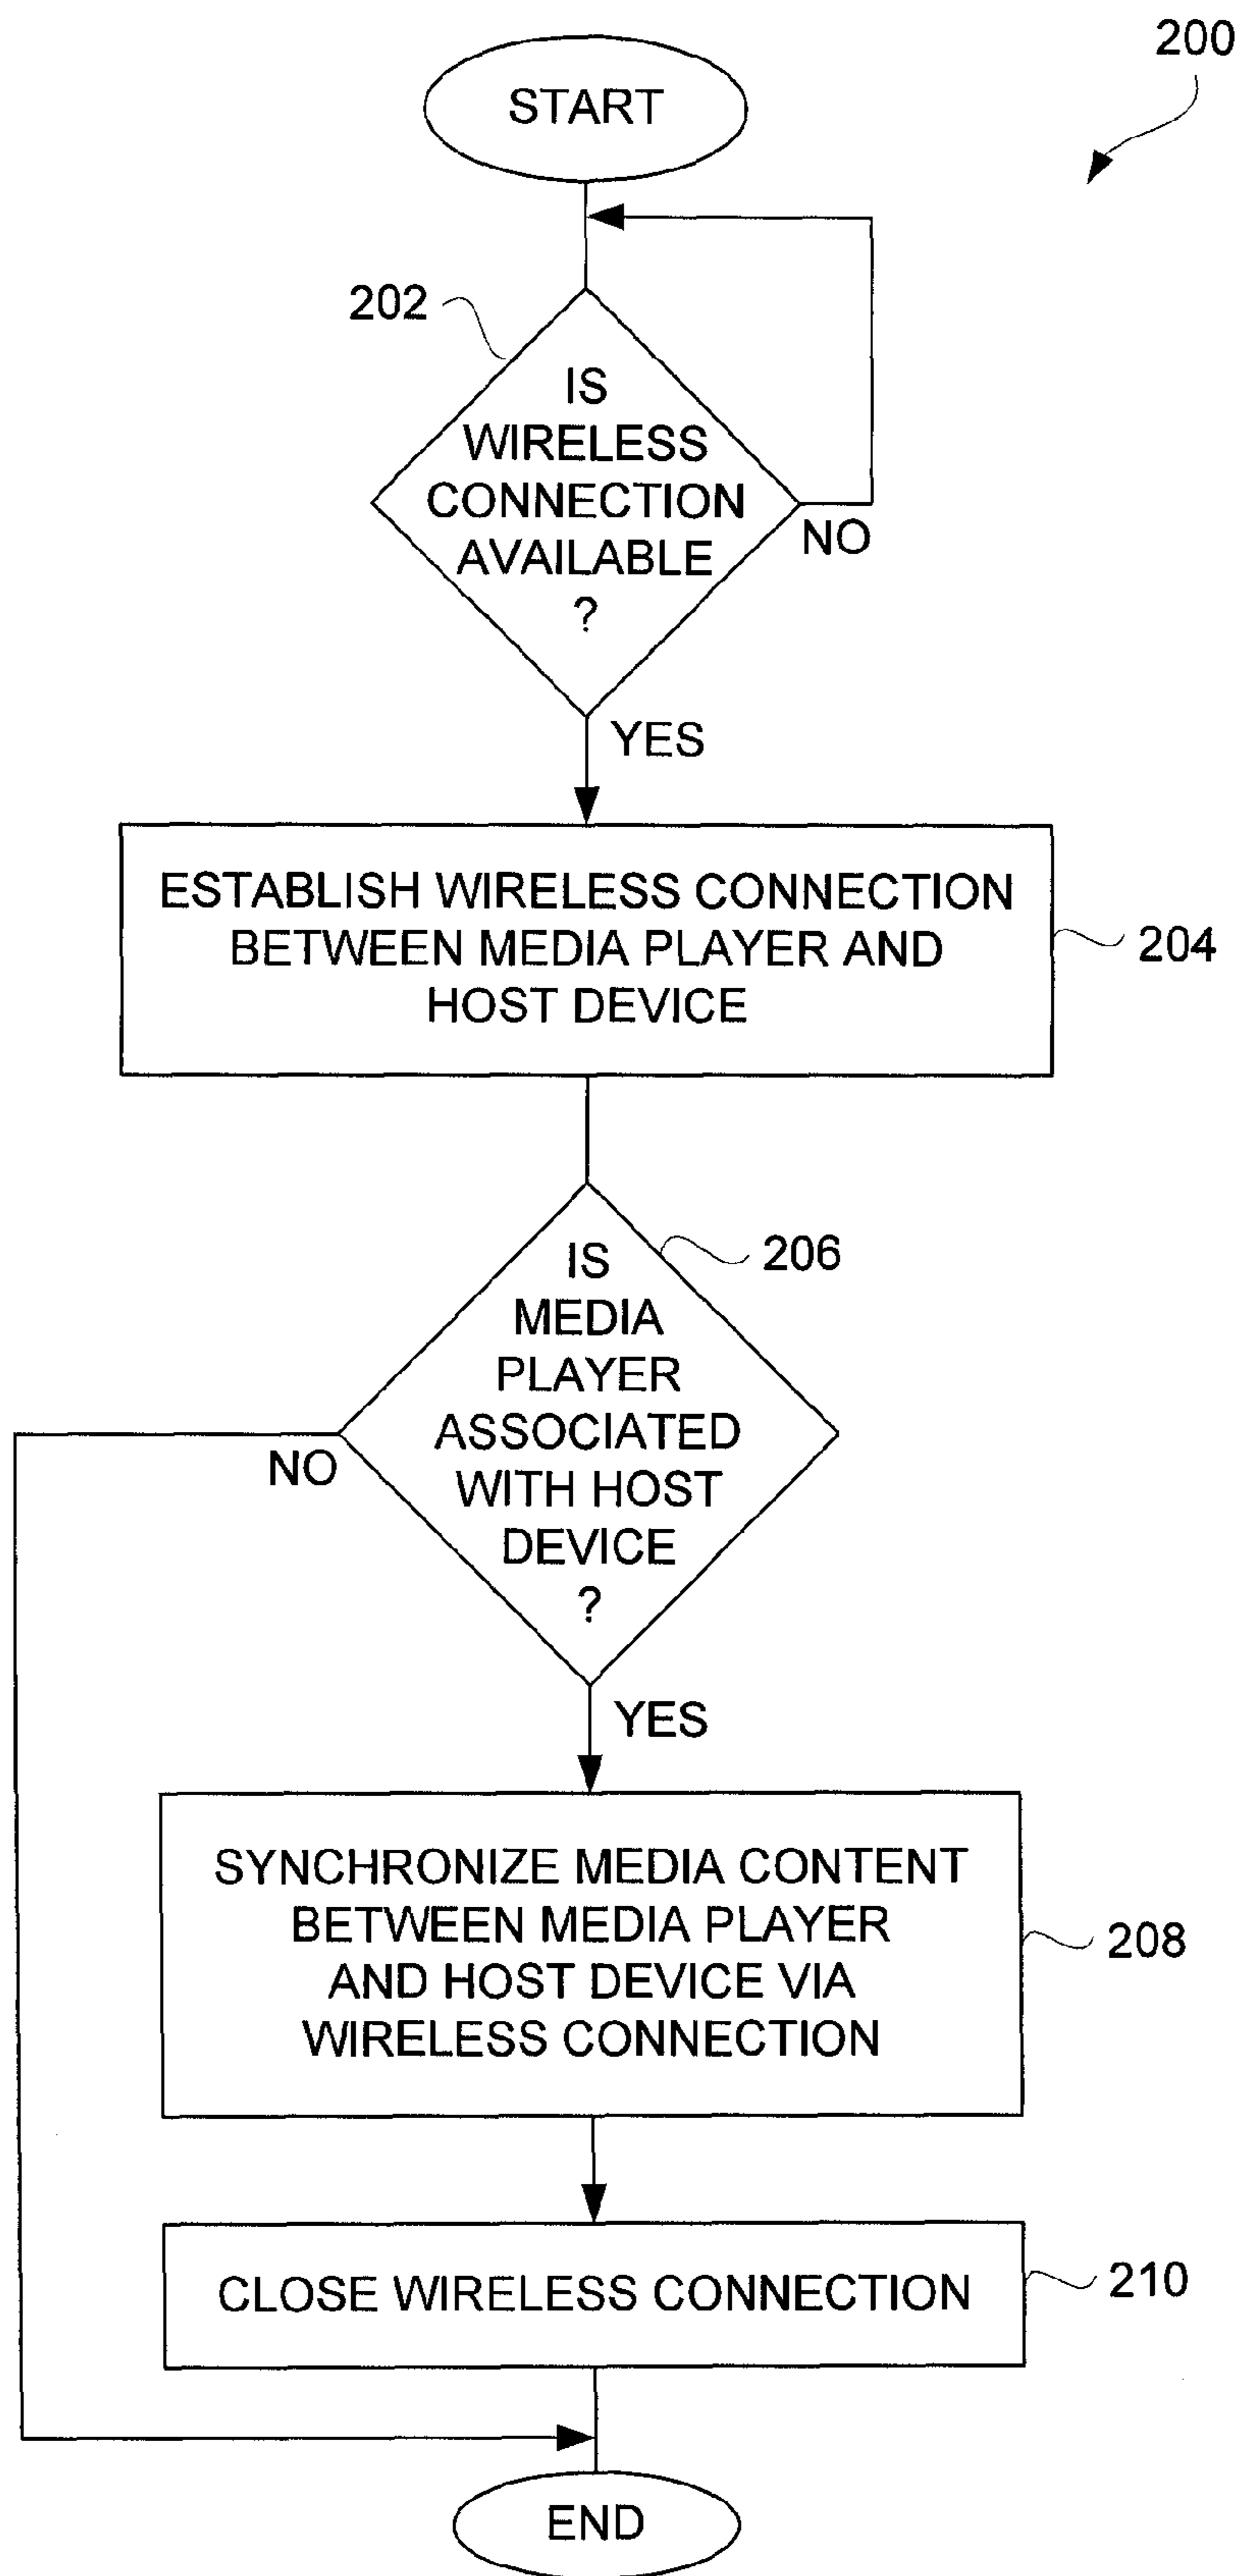 200
START
202
IS
WIRELESS
CONNECTION
AVAILABLE
?
NO
YES
ESTABLISH WIRELESS CONNECTION
BETWEEN MEDIA PLAYER AND
HOST DEVICE
204
206
IS
MEDIA
PLAYER
ASSOCIATED
WITH HOST
DEVICE
?
NO
YES
SYNCHRONIZE MEDIA CONTENT
BETWEEN MEDIA PLAYER
AND HOST DEVICE VIA
WIRELESS CONNECTION
208
CLOSE WIRELESS CONNECTION
210
END